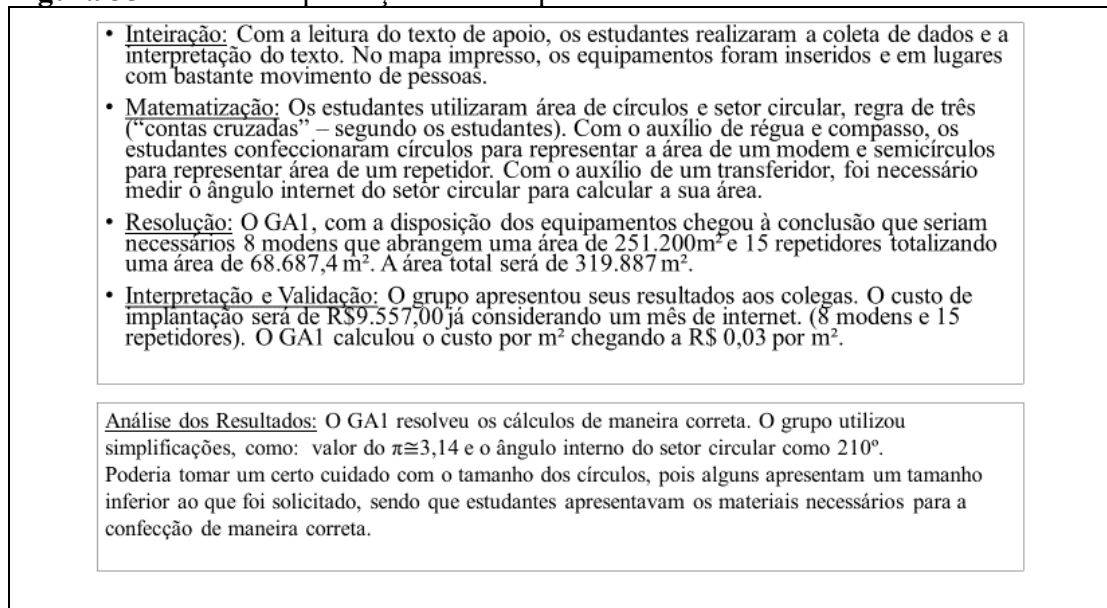 • Inteiração: Com a leitura do texto de apoio, os estudantes realizaram a coleta de dados e a
interpretação do texto. No mapa impresso, os equipamentos foram inseridos e em lugares
com bastante movimento de pessoas.
• Matematização: Os estudantes utilizaram área de círculos e setor circular, regra de três
(“contas cruzadas” – segundo os estudantes). Com o auxílio de régua e compasso, os
estudantes confeccionaram círculos para representar a área de um modem e semicírculos
para representar área de um repetidor. Com o auxílio de um transferidor, foi necessário
medir o ângulo internet do setor circular para calcular a sua área.
• Resolução: O GA1, com a disposição dos equipamentos chegou à conclusão que seriam
necessários 8 modens que abrangem uma área de 251.200m² e 15 repetidores totalizando
uma área de 68.687,4 m². A área total será de 319.887 m².
• Interpretação e Validação: O grupo apresentou seus resultados aos colegas. O custo de
implantação será de R$9.557,00 já considerando um mês de internet. (8 modens e 15
repetidores). O GA1 calculou o custo por m² chegando a R$ 0,03 por m².
Análise dos Resultados: O GA1 resolveu os cálculos de maneira correta. O grupo utilizou
simplificações, como: valor do π≅3,14 e o ângulo interno do setor circular como 210º.
Poderia tomar um certo cuidado com o tamanho dos círculos, pois alguns apresentam um tamanho
inferior ao que foi solicitado, sendo que estudantes apresentavam os materiais necessários para a
confecção de maneira correta.